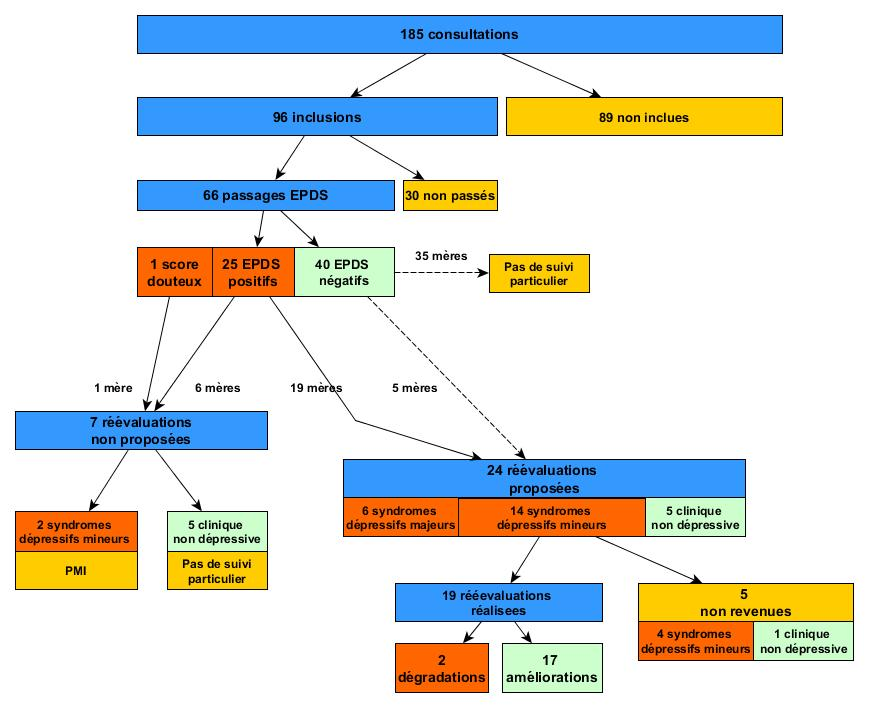 185 consultations
96 inclusions
89 non inclues
66 passages EPDS
30 non passés
1 score
douteux
25 EPDS
positifs
40 EPDS
négatifs
35 mères
Pas de suivi
particulier
1 mère
6 mères
19 mères
5 mères
7 réévaluations
non proposées
24 réévaluations
proposées
6 syndromes
dépressifs majeurs
14 syndromes
dépressifs mineurs
5 clinique
non dépressive
2 syndromes
dépressifs mineurs
PMI
5 clinique
non dépressive
Pas de suivi
particulier
19 rééevaluations
réalisees
5
non revenues
4 syndromes
dépressifs mineurs
1 clinique
non dépressive
2
dégradations
17
améliorations